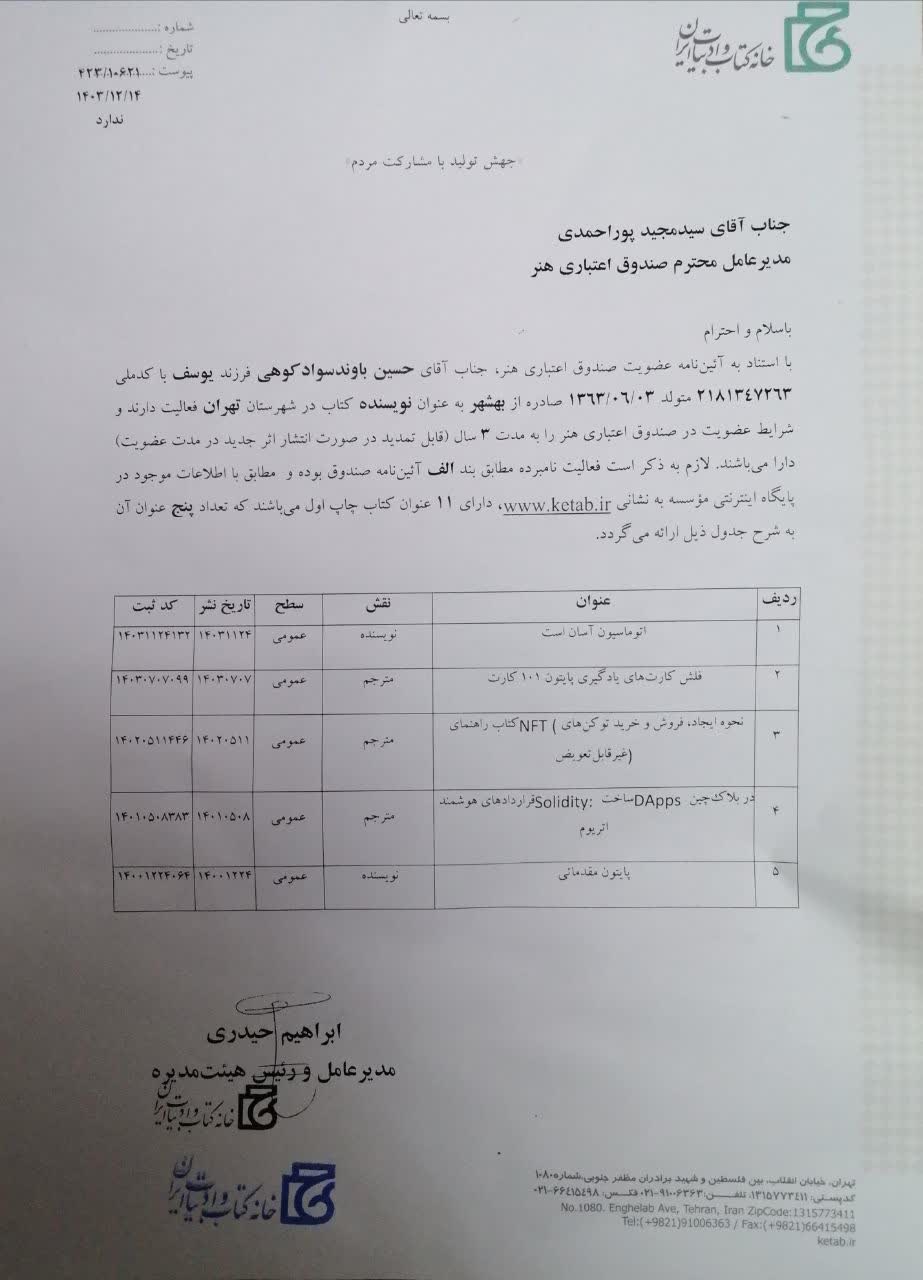 بسمه تعالی
خانه کتاب و ادبیات ایران
شماره :....................
تاریخ :....................
پیوست :....۴۲۳/۱۰۶۲۱
۱۴۰۳/۱۲/۱۴
ندارد
«جهش تولید با مشارکت مردم»
جناب آقای سیدمجید پوراحمدی
مدیرعامل محترم صندوق اعتباری هنر
باسلام و احترام
با استناد به آئین‌نامه عضویت صندوق اعتباری هنر، جناب آقای حسین باوندسوادکوهی فرزند یوسف با کدملی
۲۱۸۱۳۴۷۲۶۳ متولد ۱۳۶۳/۰۶/۰۳ صادره از بهشهر به عنوان نویسنده کتاب در شهرستان تهران فعالیت دارند و
شرایط عضویت در صندوق اعتباری هنر را به مدت ۳ سال (قابل تمدید در صورت انتشار اثر جدید در مدت عضویت)
دارا می‌باشند. لازم به ذکر است فعالیت نامبرده مطابق بند الف آئین‌نامه صندوق بوده و مطابق با اطلاعات موجود در
پایگاه اینترنتی مؤسسه به نشانی www.ketab.ir، دارای ۱۱ عنوان کتاب چاپ اول می‌باشند که تعداد پنج عنوان آن
به شرح جدول ذیل ارائه می‌گردد.
ردیف عنوان نقش سطح تاریخ نشر کد ثبت
۱ اتوماسیون آسان است نویسنده عمومی ۱۴۰۳۱۱۲۴ ۱۴۰۳۱۱۲۴۱۳۲
۲ فلش کارت‌های یادگیری پایتون ۱۰۱ کارت مترجم عمومی ۱۴۰۳۰۷۰۷ ۱۴۰۳۰۷۰۷۰۹۹
نحوه ایجاد، فروش و خرید توکن‌های ) NFTکتاب راهنمای
۳ (غیرقابل‌تعویض مترجم عمومی ۱۴۰۲۰۵۱۱ ۱۴۰۲۰۵۱۱۴۴۶
در بلاک‌چین DAppsساخت :Solidityقراردادهای هوشمند
۴ اتریوم مترجم عمومی ۱۴۰۱۰۵۰۸ ۱۴۰۱۰۵۰۸۳۸۳
۵ پایتون مقدماتی نویسنده عمومی ۱۴۰۰۱۲۲۴ ۱۴۰۰۱۲۲۴۰۶۴
ابراهیم حیدری
مدیرعامل و رئیس هیئت‌مدیره
خانه کتاب و ادبیات ایران
خانه کتاب و ادبیات ایران
تهران، خیابان انقلاب، بین فلسطین و شهید برادران مظفر جنوبی،شماره۱۰۸۰
کدپستی: ۱۳۱۵۷۷۳۴۱۱، تلفـــن:۹۱۰۰۶۳۶۳-۰۲۱ فکـس: ۶۶۴۱۵۴۹۸-۰۲۱
No.1080. Enghelab Ave, Tehran, Iran ZipCode:1315773411
Tel:(+9821)91006363 / Fax:(+9821)66415498
ketab.ir